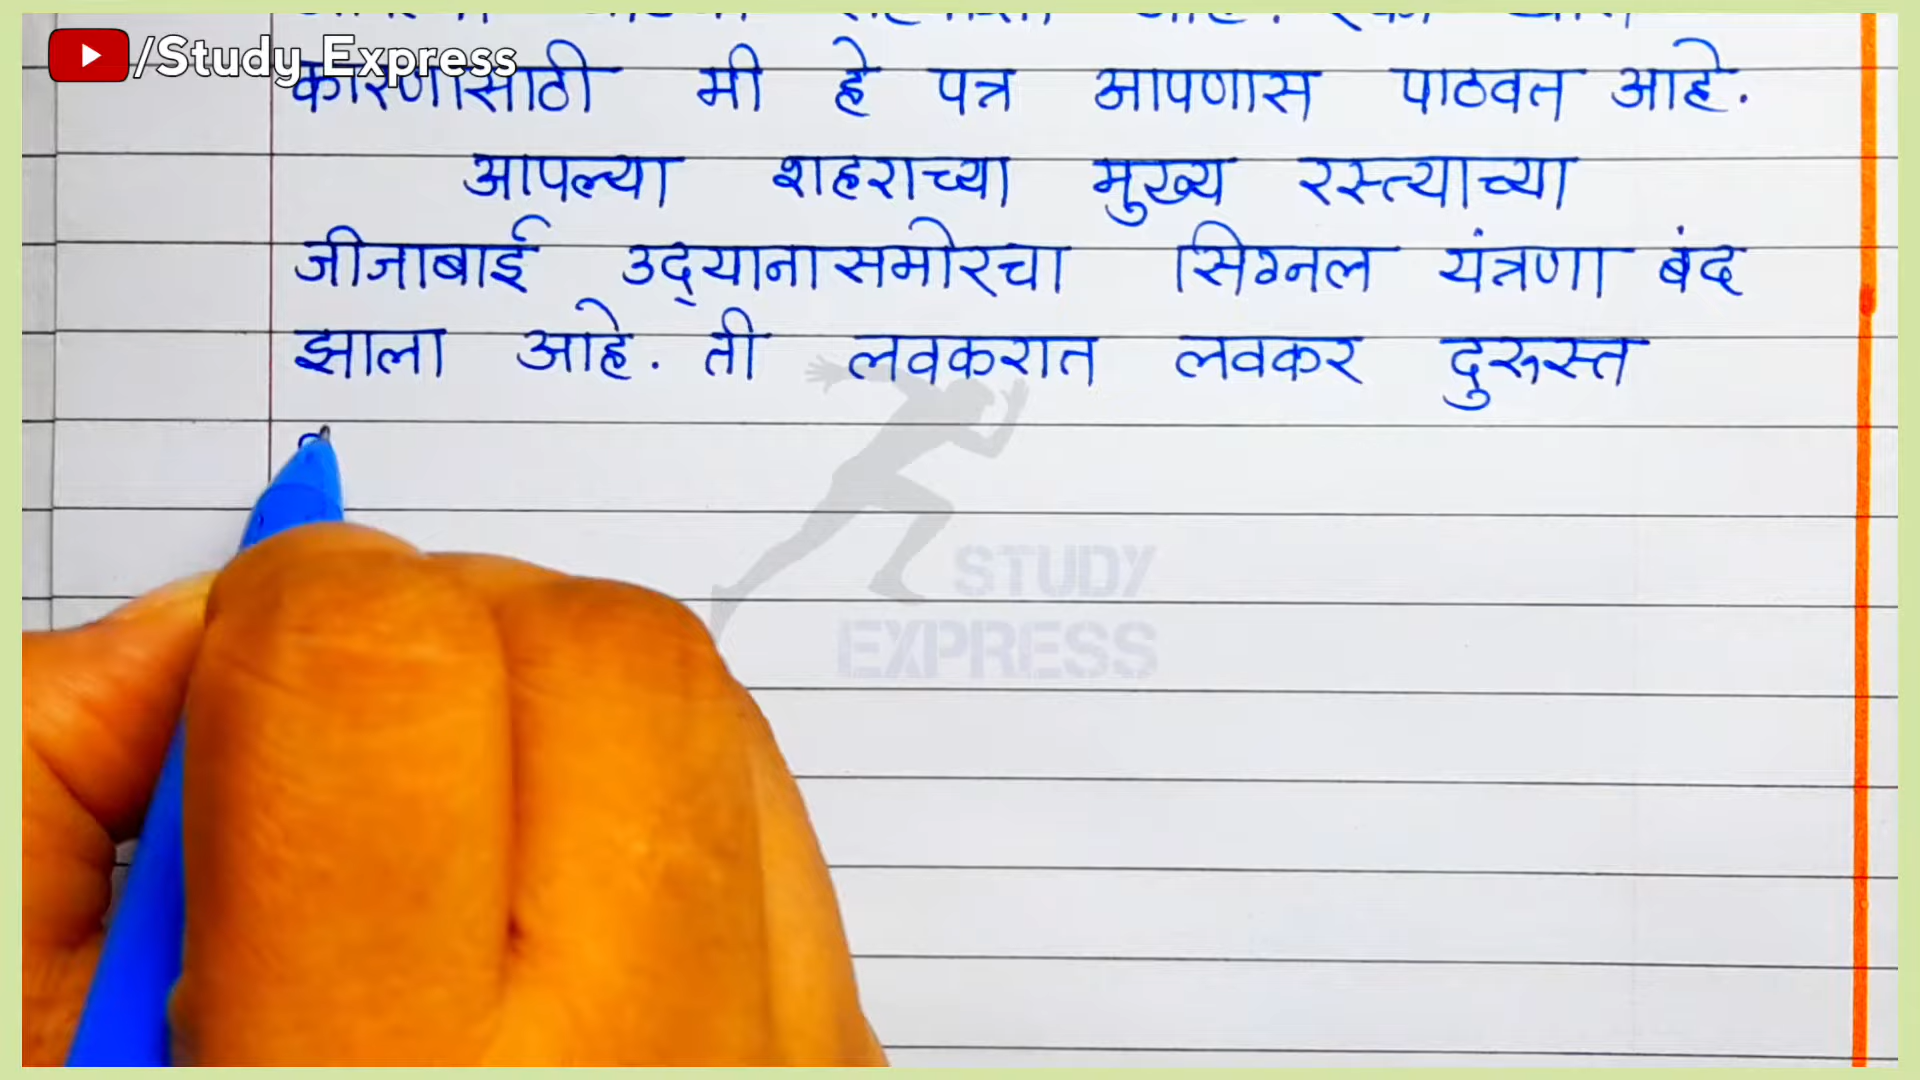 /Study Express
कारणासाठी मी हे पत्र आपणास पाठवत आहे.
आपल्या शहराच्या मुख्य रस्त्याच्या
जीजाबाई उद्यानासमोरचा सिग्नल यंत्रणा बंद
झाला आहे. ती लवकरात लवकर दुरुस्त
STUDY
EXPRESS